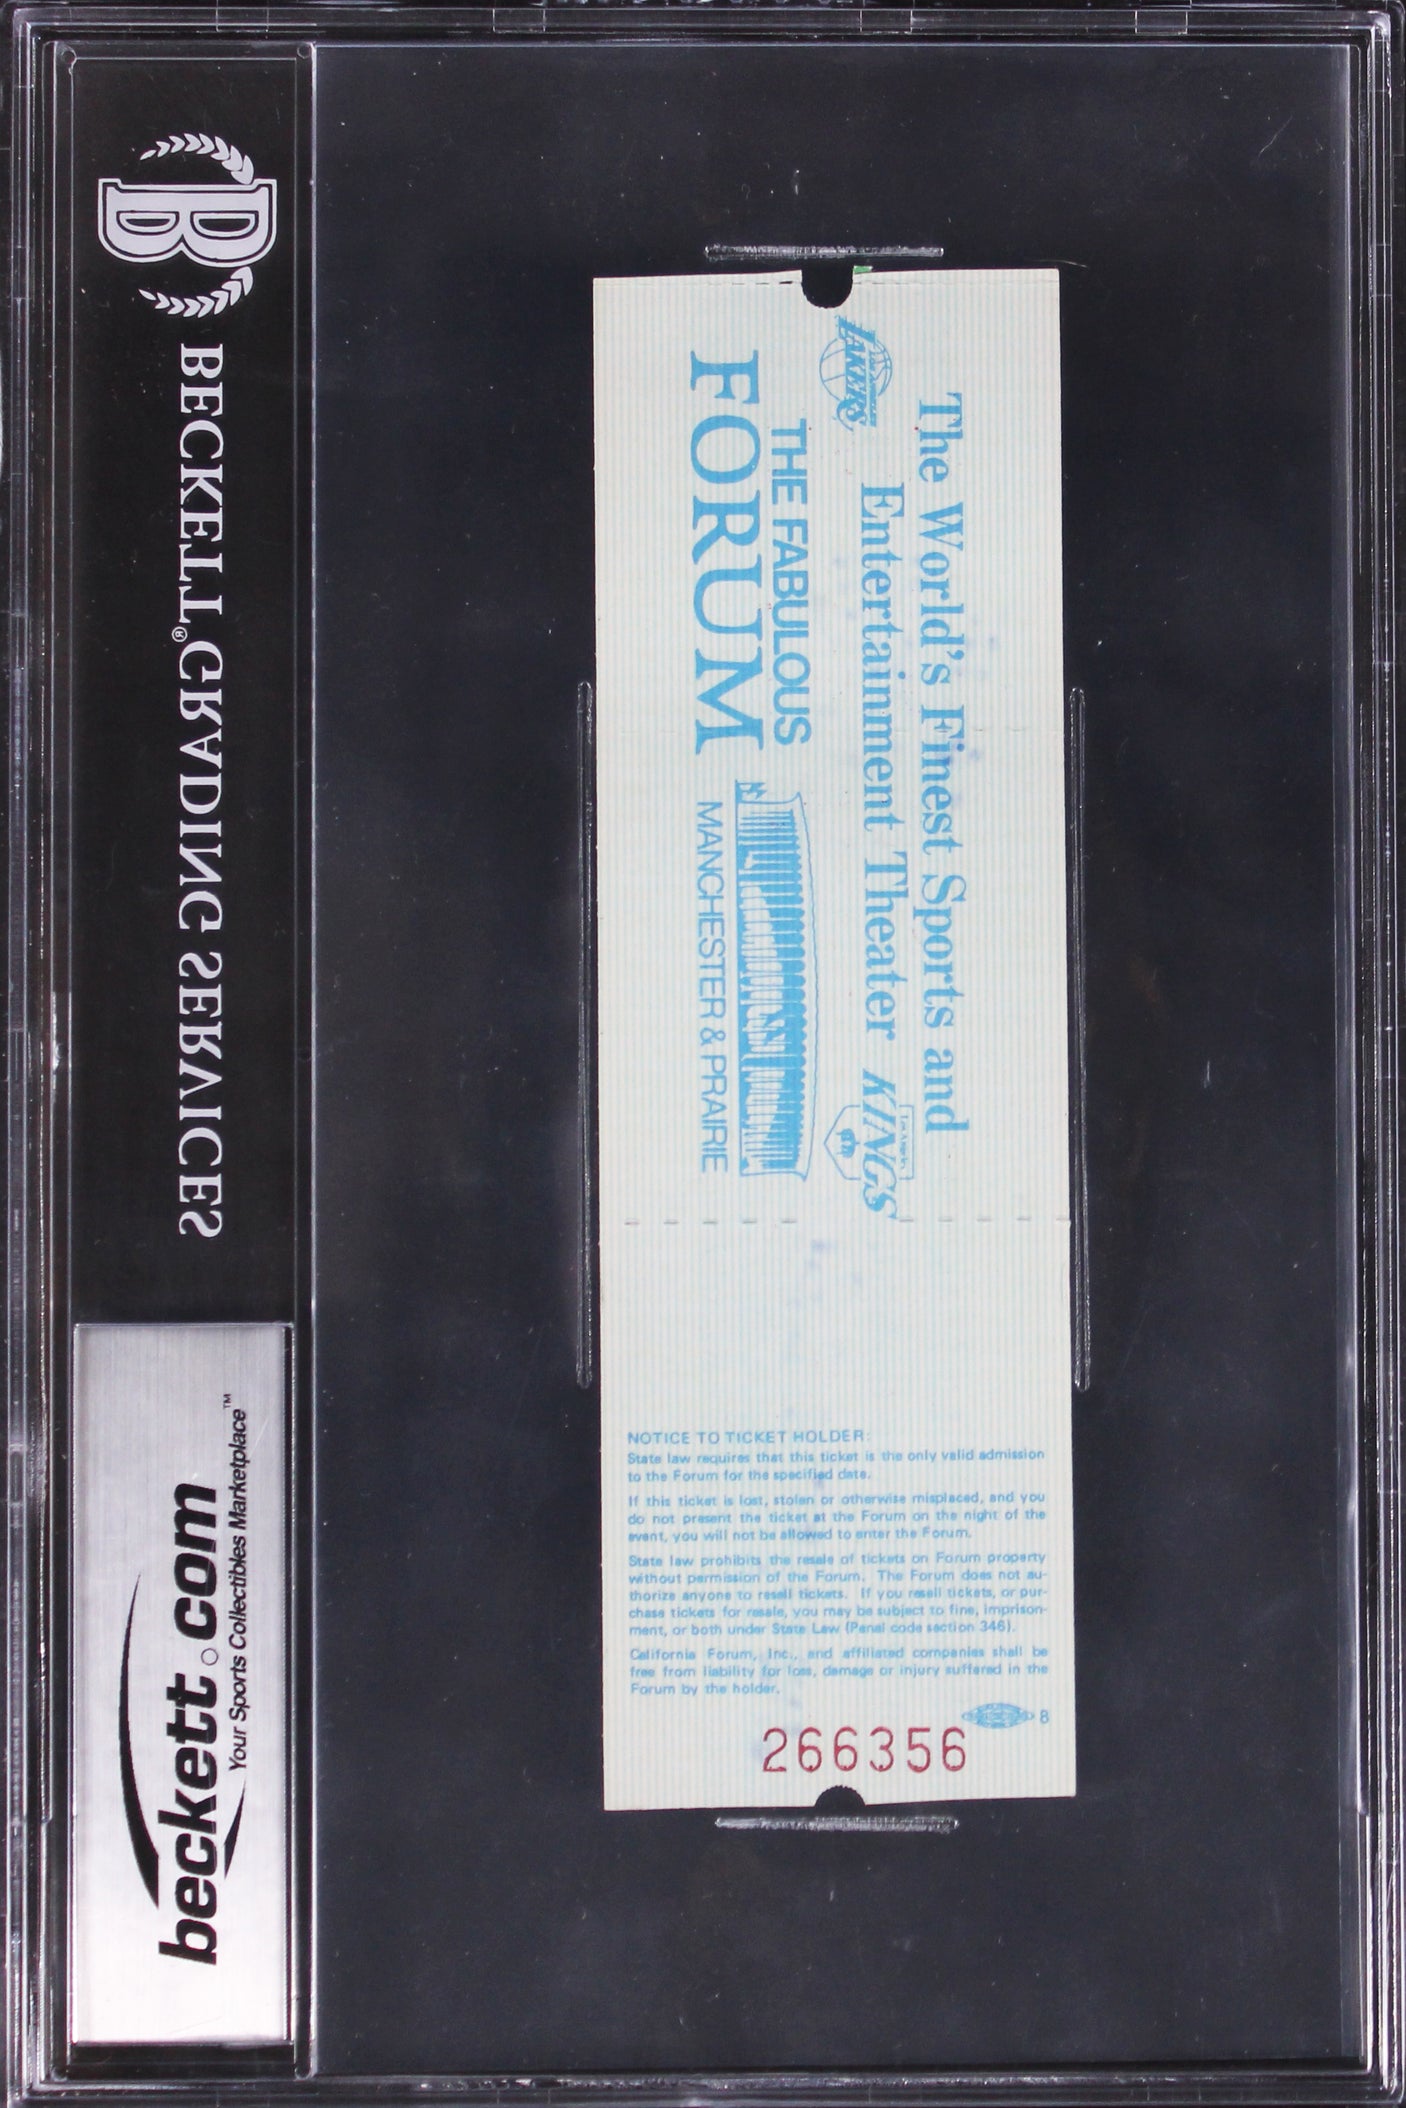 BECKETT® GRADING SERVICES
beckett.com™
Your Sports Collectibles Marketplace
The World's Finest Sports and
Entertainment Theater
LAKERS
KINGS
THE FABULOUS
FORUM
MANCHESTER & PRAIRIE
NOTICE TO TICKET HOLDER:
State law requires that this ticket is the only valid admission
to the Forum for the specified date.
If this ticket is lost, stolen or otherwise misplaced, and you
do not present the ticket at the Forum on the night of the
event, you will not be allowed to enter the Forum.
State law prohibits the resale of tickets on Forum property
without permission of the Forum. The Forum does not au-
thorize anyone to resell tickets. If you resell tickets, or pur-
chase tickets for resale, you may be subject to fine, imprison-
ment, or both under State Law (Penal code section 346).
California Forum, Inc., and affiliated companies shall be
free from liability for loss, damage or injury suffered in the
Forum by the holder.
8
266356